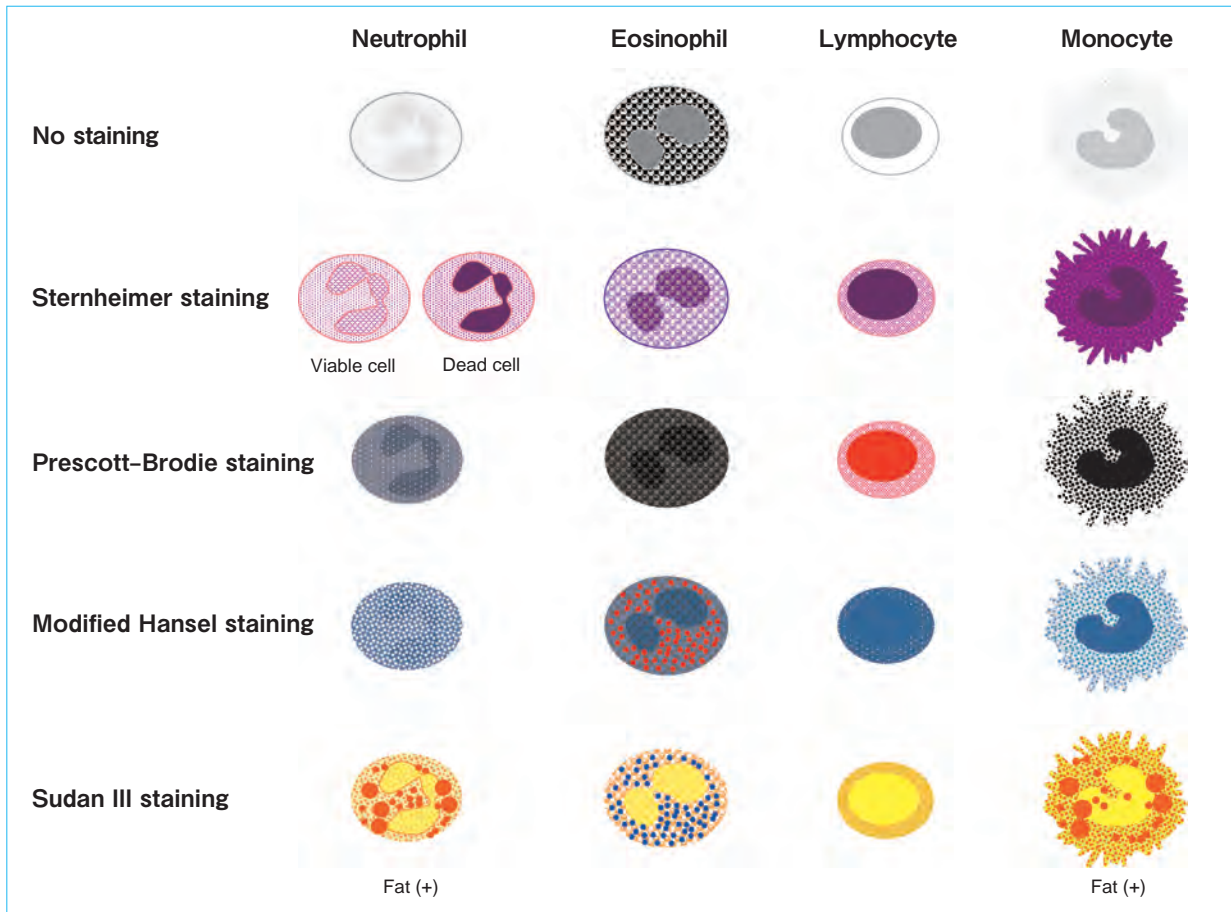 Neutrophil Eosinophil Lymphocyte Monocyte
No staining
Sternheimer staining
Viable cell Dead cell
Prescott-Brodie staining
Modified Hansel staining
Sudan III staining
Fat (+) Fat (+)